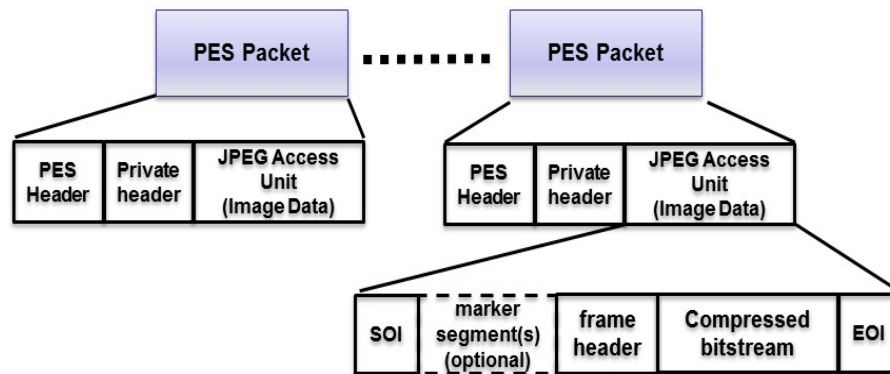 PES Packet
PES Packet
PES
Header
Private
header
JPEG Access
Unit
(Image Data)
PES
Header
Private
header
JPEG Access
Unit
(Image Data)
SOI
marker
segment(s)
(optional)
frame
header
Compressed
bitstream
EOI